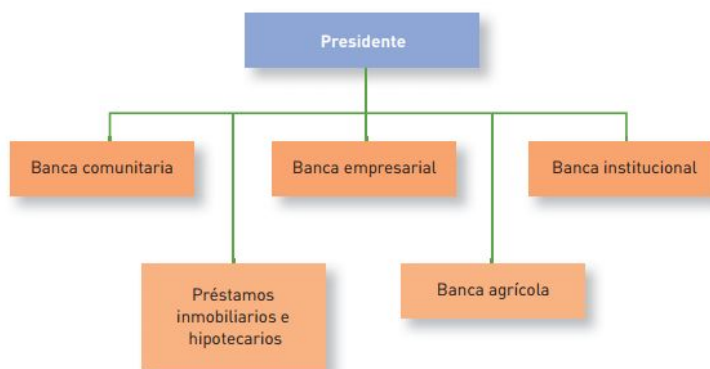 Presidente
Banca comunitaria
Banca empresarial
Banca institucional
Préstamos
inmobiliarios e
hipotecarios
Banca agrícola